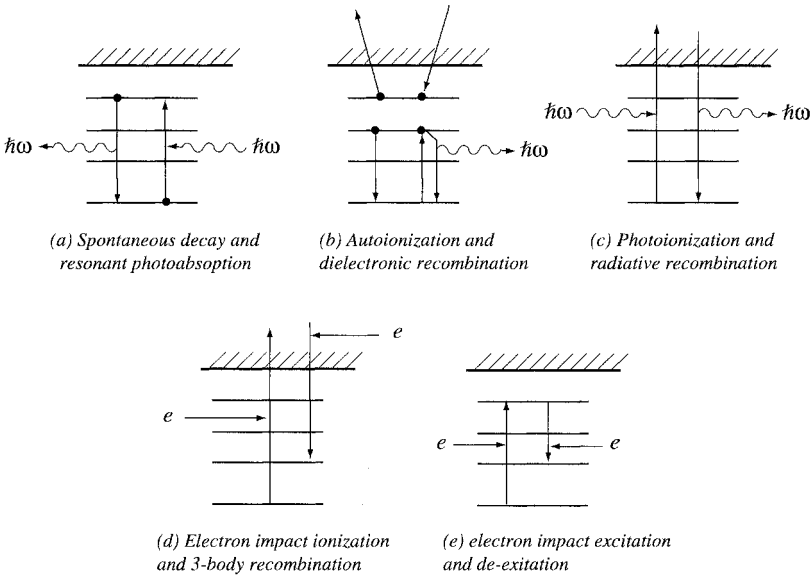 ħω
ħω
(a) Spontaneous decay and
resonant photoabsoption
ħω
(b) Autoionization and
dielectronic recombination
ħω
ħω
(c) Photoionization and
radiative recombination
e
e
(d) Electron impact ionization
and 3-body recombination
e
e
(e) electron impact excitation
and de-exitation